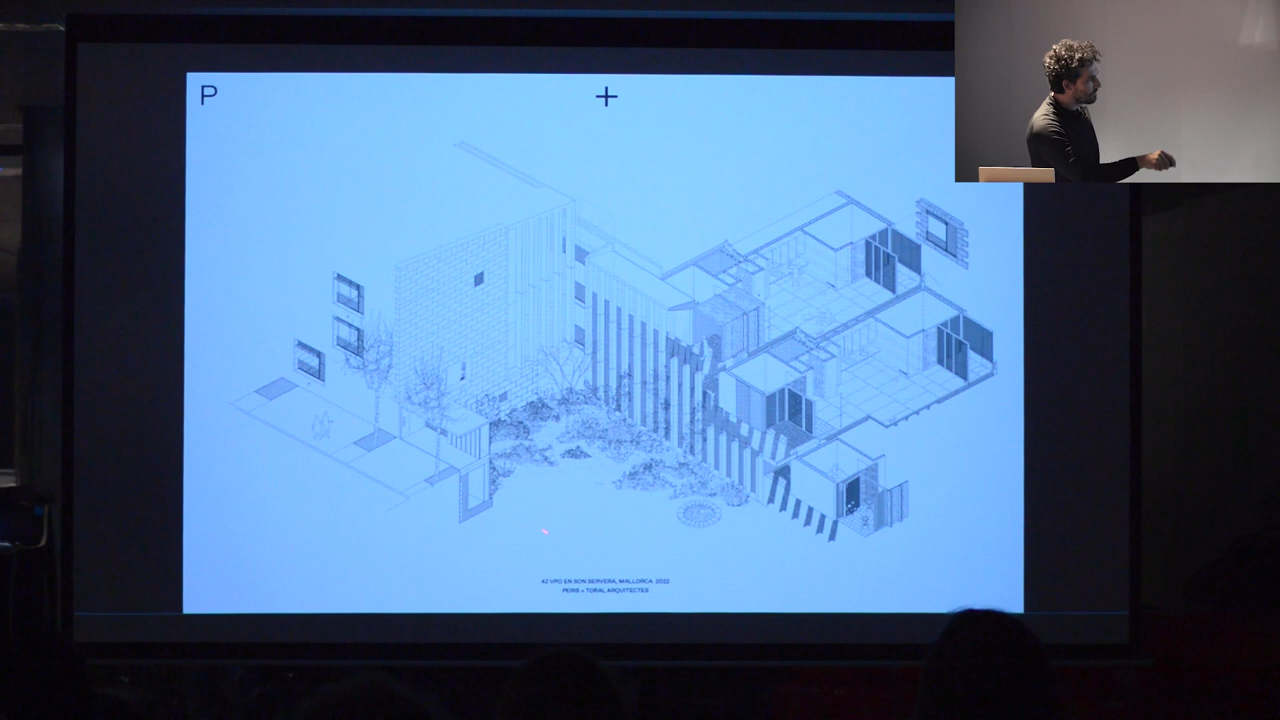 P +
42 VPO EN SON SERVERA, MALLORCA 2022
PERIS + TORAL ARQUITECTES